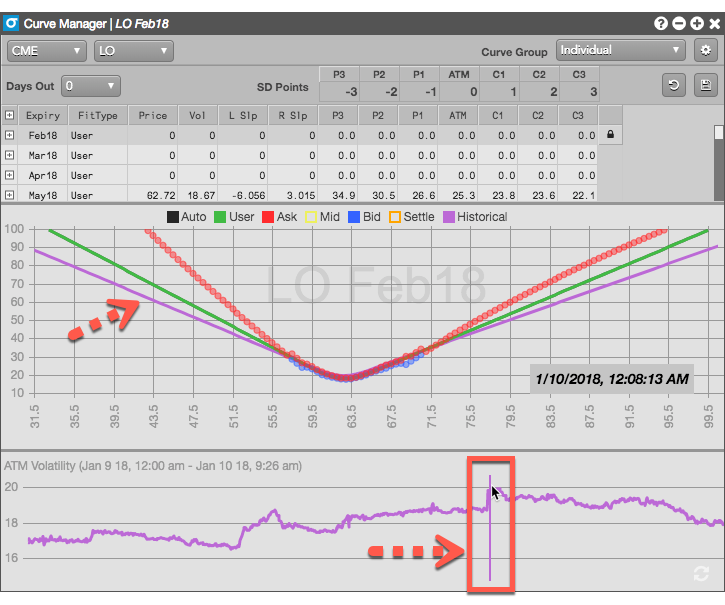 Curve Manager | LO Feb18
CME LO Curve Group Individual
Days Out 0 SD Points P3 P2 P1 ATM C1 C2 C3
-3 -2 -1 0 1 2 3
Expiry FitType Price Vol L Slp R Slp P3 P2 P1 ATM C1 C2 C3
Feb18 User 0 0 0 0 0.0 0.0 0.0 0.0 0.0 0.0 0.0
Mar18 User 0 0 0 0 0.0 0.0 0.0 0.0 0.0 0.0 0.0
Apr18 User 0 0 0 0 0.0 0.0 0.0 0.0 0.0 0.0 0.0
May18 User 62.72 18.67 -6.056 3.015 34.9 30.5 26.6 25.3 23.8 23.6 22.1
Auto User Ask Mid Bid Settle Historical
100
90
80
70
60
50
40
30
20
10
LO Feb18
1/10/2018, 12:08:13 AM
31.5 35.5 39.5 43.5 47.5 51.5 55.5 59.5 63.5 67.5 71.5 75.5 79.5 83.5 87.5 91.5 95.5 99.5
ATM Volatility (Jan 9 18, 12:00 am - Jan 10 18, 9:26 am)
20
18
16